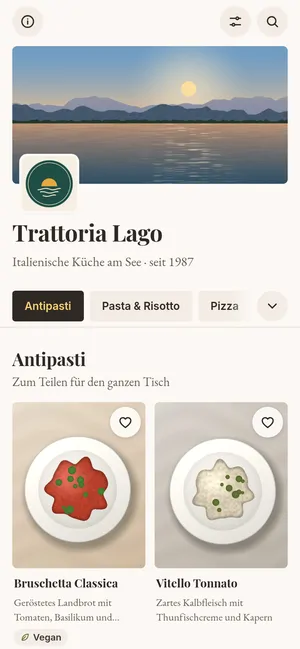 Trattoria Lago
Italienische Küche am See · seit 1987
Antipasti
Pasta & Risotto
Pizza
Antipasti
Zum Teilen für den ganzen Tisch
Bruschetta Classica
Geröstetes Landbrot mit
Tomaten, Basilikum und...
Vegan
Vitello Tonnato
Zartes Kalbfleisch mit
Thunfischcreme und Kapern